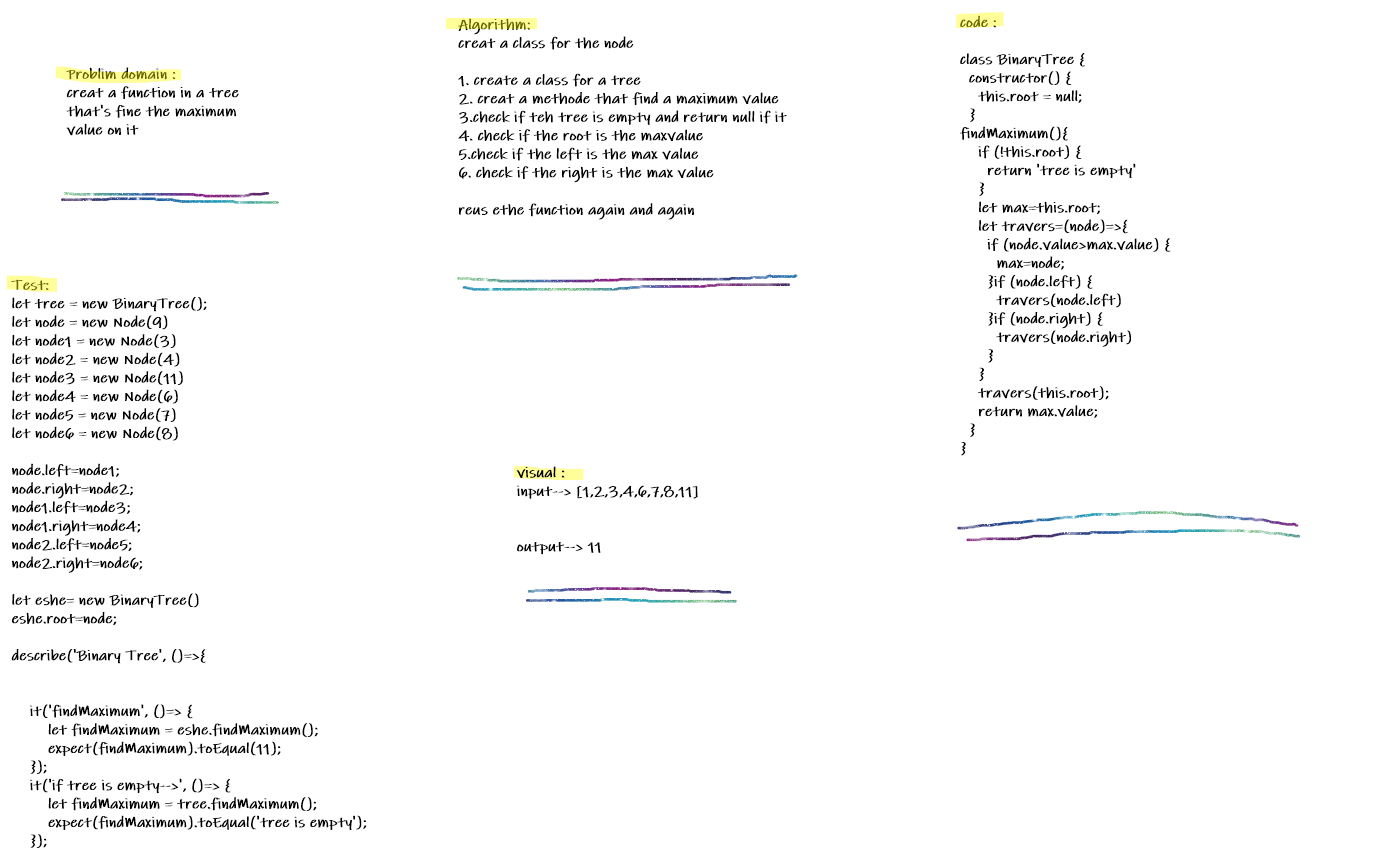 Problim domain :
creat a function in a tree
that's fine the maximum
value on it
Algorithm:
creat a class for the node
1. create a class for a tree
2. creat a methode that find a maximum value
3.check if teh tree is empty and return null if it
4. check if the root is the maxvalue
5.check if the left is the max value
6. check if the right is the max value
reus ethe function again and again
code :
class BinaryTree {
constructor() {
this.root = null;
}
findMaximum(){
if (!this.root) {
return 'tree is empty'
}
let max=this.root;
let travers=(node)=>{
if (node.value>max.value) {
max=node;
}if (node.left) {
travers(node.left)
}if (node.right) {
travers(node.right)
}
}
travers(this.root);
return max.value;
}
}
Test:
let tree = new BinaryTree();
let node = new Node(9)
let node1 = new Node(3)
let node2 = new Node(4)
let node3 = new Node(11)
let node4 = new Node(6)
let node5 = new Node(7)
let node6 = new Node(8)
node.left=node1;
node.right=node2;
node1.left=node3;
node1.right=node4;
node2.left=node5;
node2.right=node6;
let eshe= new BinaryTree()
eshe.root=node;
describe('Binary Tree', ()=>{
it('findMaximum', ()=> {
let findMaximum = eshe.findMaximum();
expect(findMaximum).toEqual(11);
});
it('if tree is empty-->', ()=> {
let findMaximum = tree.findMaximum();
expect(findMaximum).toEqual('tree is empty');
});
visual :
input--> [1,2,3,4,6,7,8,11]
output--> 11